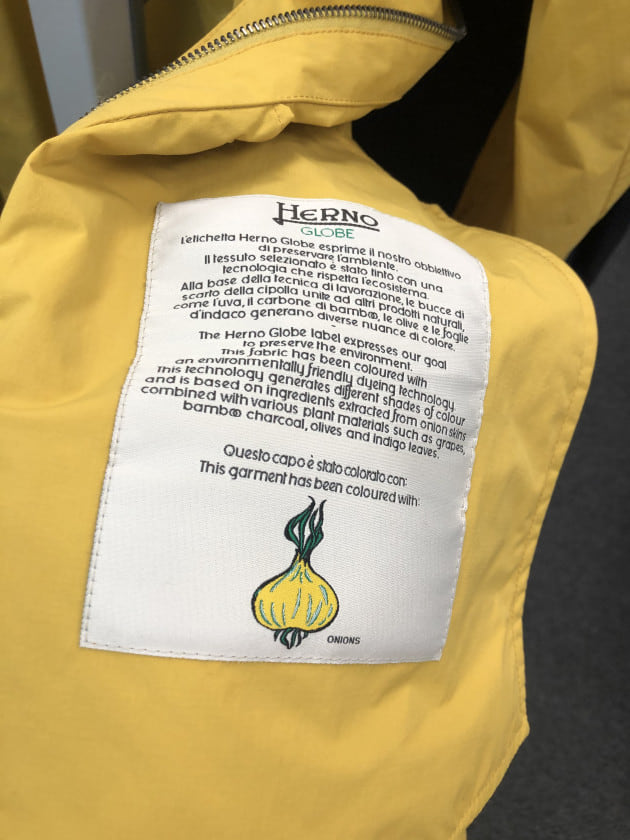 HERNO
GLOBE
L'etichetta Herno Globe esprime il nostro obbiettivo
di preservare l'ambiente.
Il tessuto selezionato è stato tinto con una
tecnologia che rispetta l'ecosistema.
Alla base della tecnica di lavorazione, le bucce di
scarto della cipolla unite ad altri prodotti naturali,
come l'uva, il carbone di bamboo, le olive e le foglie
d'indaco generano diverse nuance di colore.
The Herno Globe label expresses our goal
to preserve the environment.
This fabric has been coloured with
an environmentally friendly dyeing technology.
This technology generates different shades of colour
and is based on ingredients extracted from onion skins
combined with various plant materials such as grapes,
bamboo charcoal, olives and indigo leaves.
Questo capo è stato colorato con:
This garment has been coloured with:
ONIONS